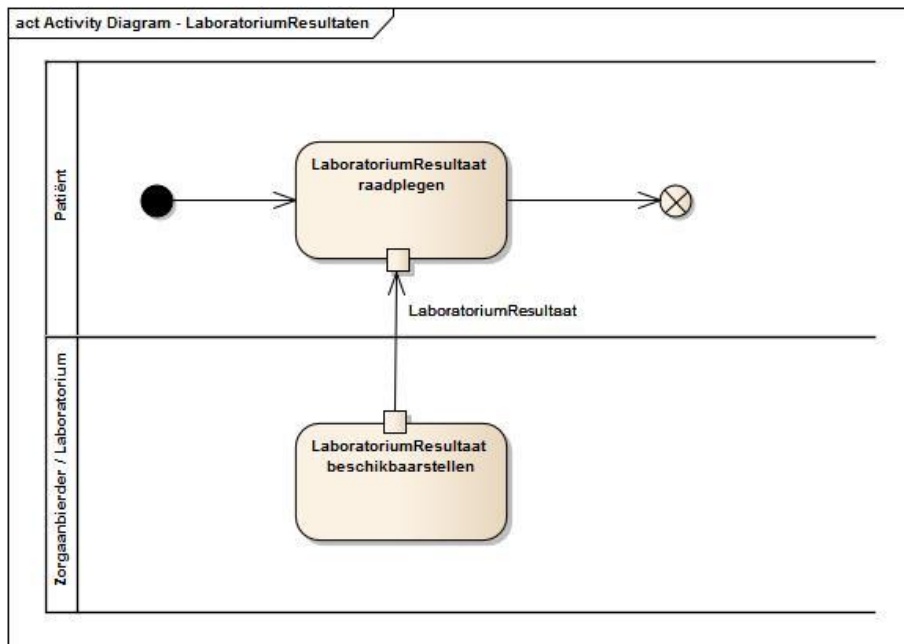 act Activity Diagram - LaboratoriumResultaten
Patiënt
LaboratoriumResultaat
raadplegen
LaboratoriumResultaat
Zorgaanbierder / Laboratorium
LaboratoriumResultaat
beschikbaarstellen